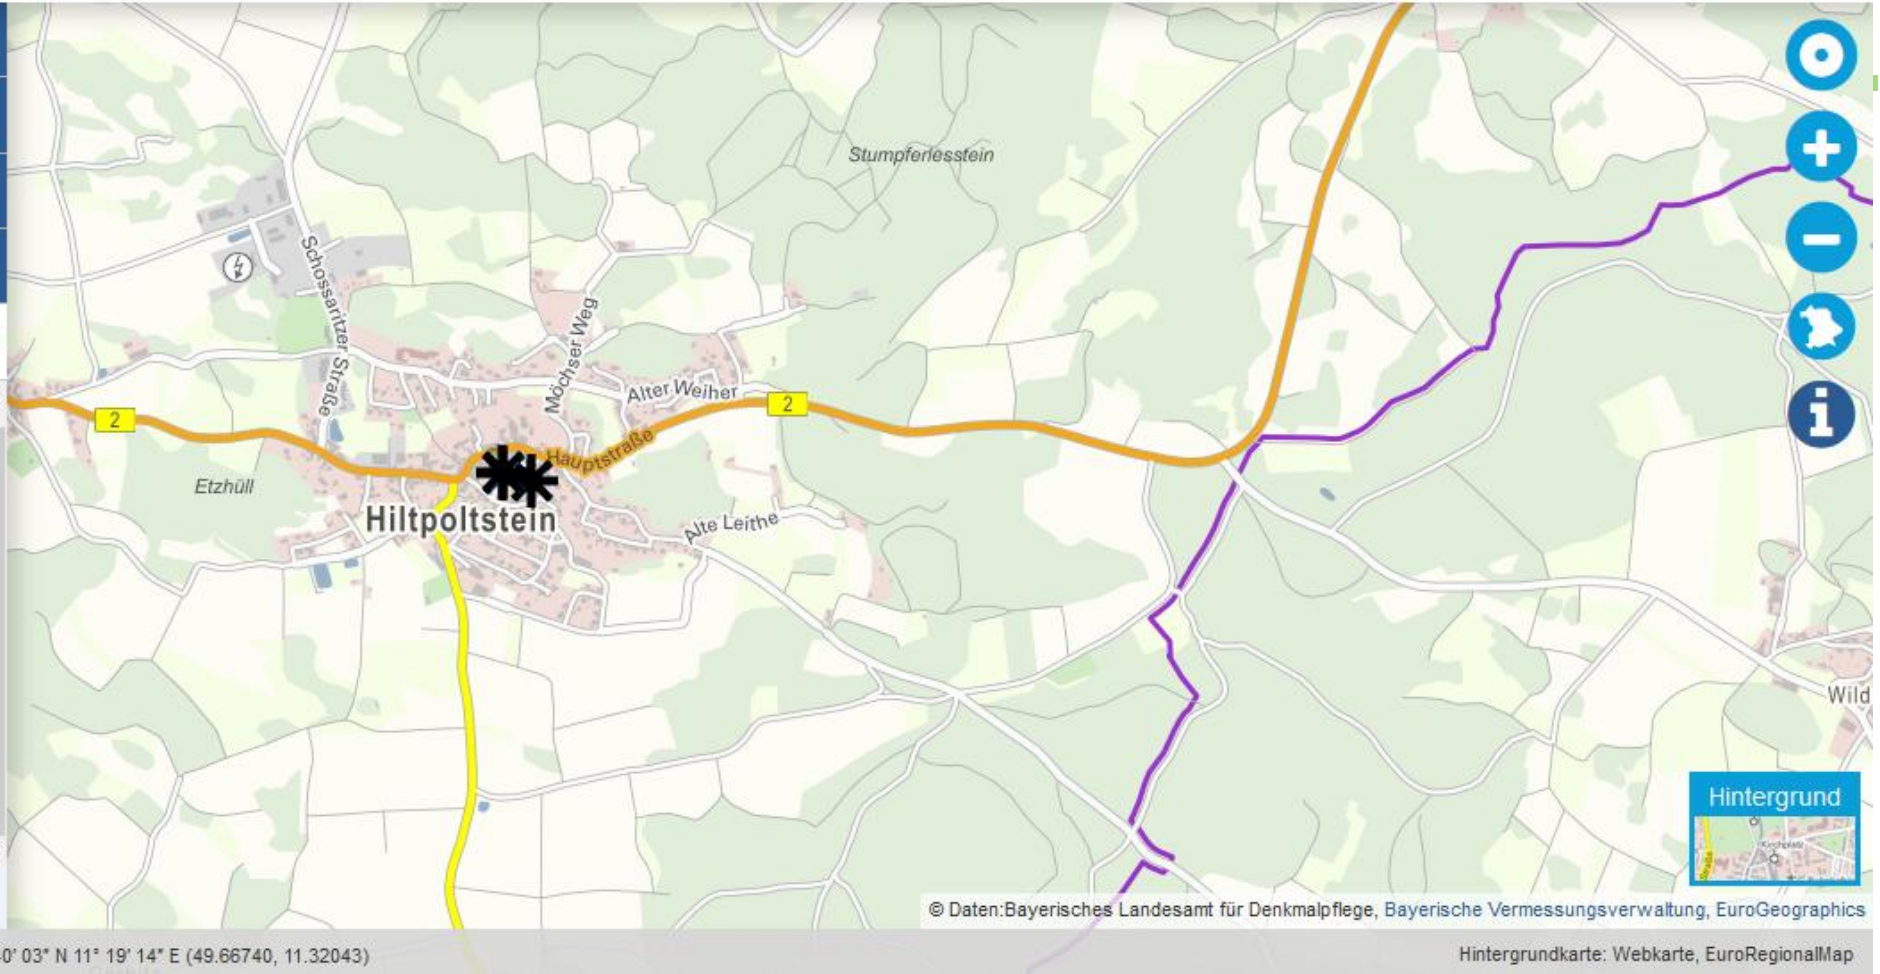 Stumpferlesstein
Schossaritzer Straße
Möchser Weg
Alter Weiher
2
2
Hauptstraße
Etzhüll
Hiltpoltstein
Alte Leithe
Wild
Hintergrund
Kirchplatz
© Daten:Bayerisches Landesamt für Denkmalpflege, Bayerische Vermessungsverwaltung, EuroGeographics
0' 03" N 11° 19' 14" E (49.66740, 11.32043)
Hintergrundkarte: Webkarte, EuroRegionalMap